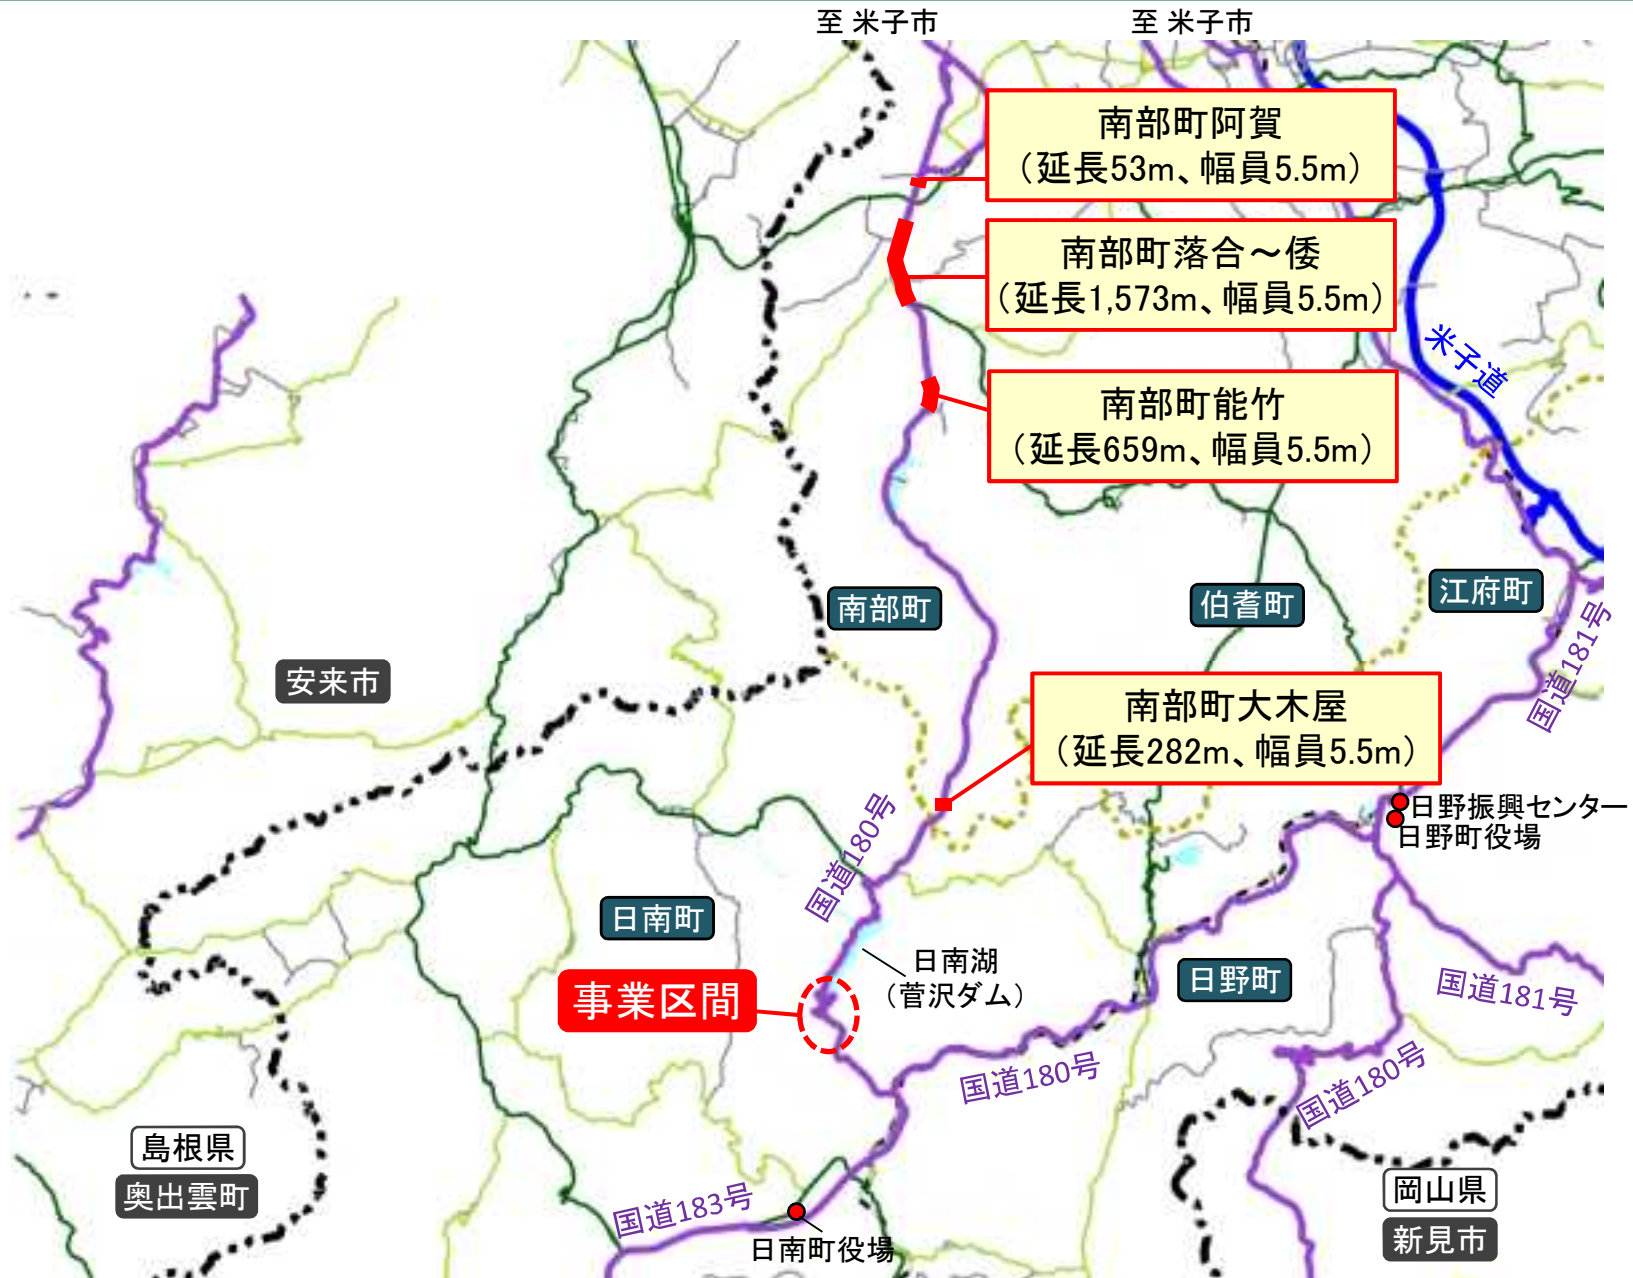 至 米子市
至 米子市
南部町阿賀
（延長53m、幅員5.5m）
南部町落合～倭
（延長1,573m、幅員5.5m）
米子道
南部町能竹
（延長659m、幅員5.5m）
南部町
伯耆町
江府町
国道181号
安来市
南部町大木屋
（延長282m、幅員5.5m）
日野振興センター
日野町役場
国道180号
日南町
日南湖
（菅沢ダム）
日野町
国道181号
事業区間
国道180号
国道180号
島根県
奥出雲町
岡山県
新見市
国道183号
日南町役場